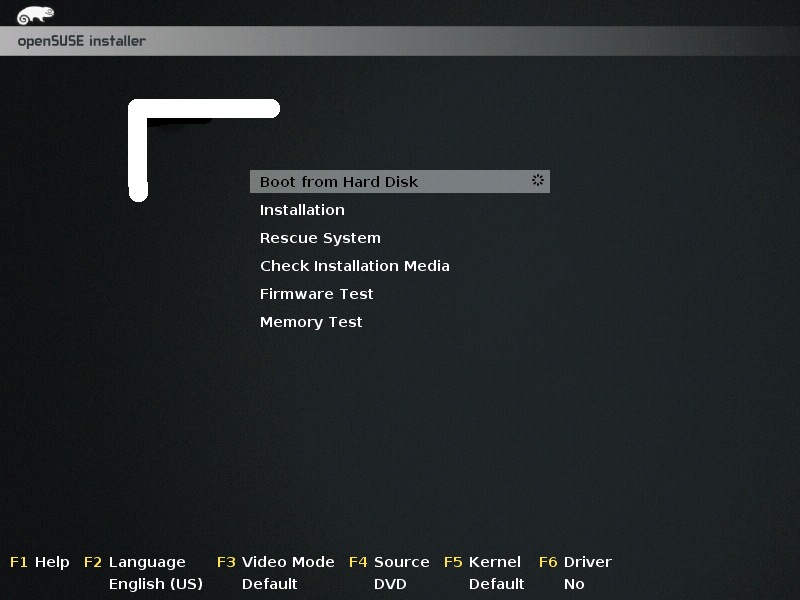 openSUSE installer
Boot from Hard Disk
Installation
Rescue System
Check Installation Media
Firmware Test
Memory Test
F1 Help F2 Language F3 Video Mode F4 Source F5 Kernel F6 Driver
English (US) Default DVD Default No